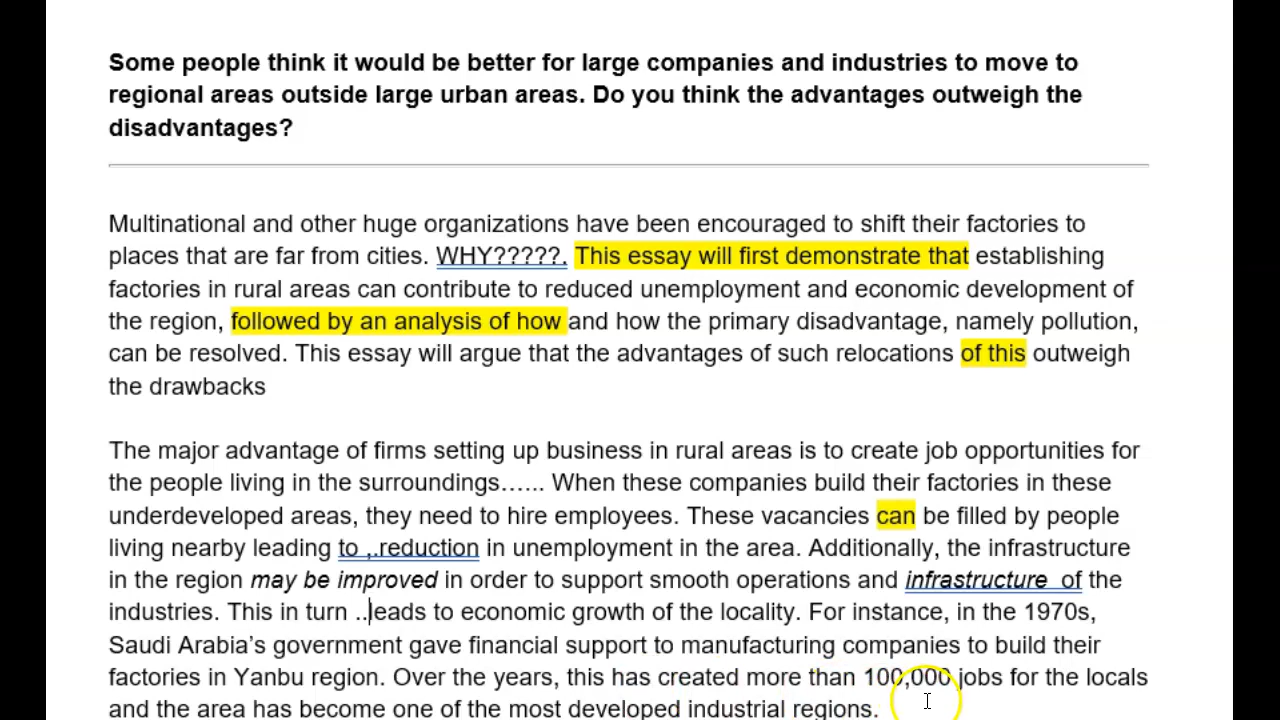 Some people think it would be better for large companies and industries to move to
regional areas outside large urban areas. Do you think the advantages outweigh the
disadvantages?
Multinational and other huge organizations have been encouraged to shift their factories to
places that are far from cities. WHY?????. This essay will first demonstrate that establishing
factories in rural areas can contribute to reduced unemployment and economic development of
the region, followed by an analysis of how and how the primary disadvantage, namely pollution,
can be resolved. This essay will argue that the advantages of such relocations of this outweigh
the drawbacks
The major advantage of firms setting up business in rural areas is to create job opportunities for
the people living in the surroundings…... When these companies build their factories in these
underdeveloped areas, they need to hire employees. These vacancies can be filled by people
living nearby leading to ,.reduction in unemployment in the area. Additionally, the infrastructure
in the region may be improved in order to support smooth operations and infrastructure  of the
industries. This in turn ..leads to economic growth of the locality. For instance, in the 1970s,
Saudi Arabia’s government gave financial support to manufacturing companies to build their
factories in Yanbu region. Over the years, this has created more than 100,000 jobs for the locals
and the area has become one of the most developed industrial regions.